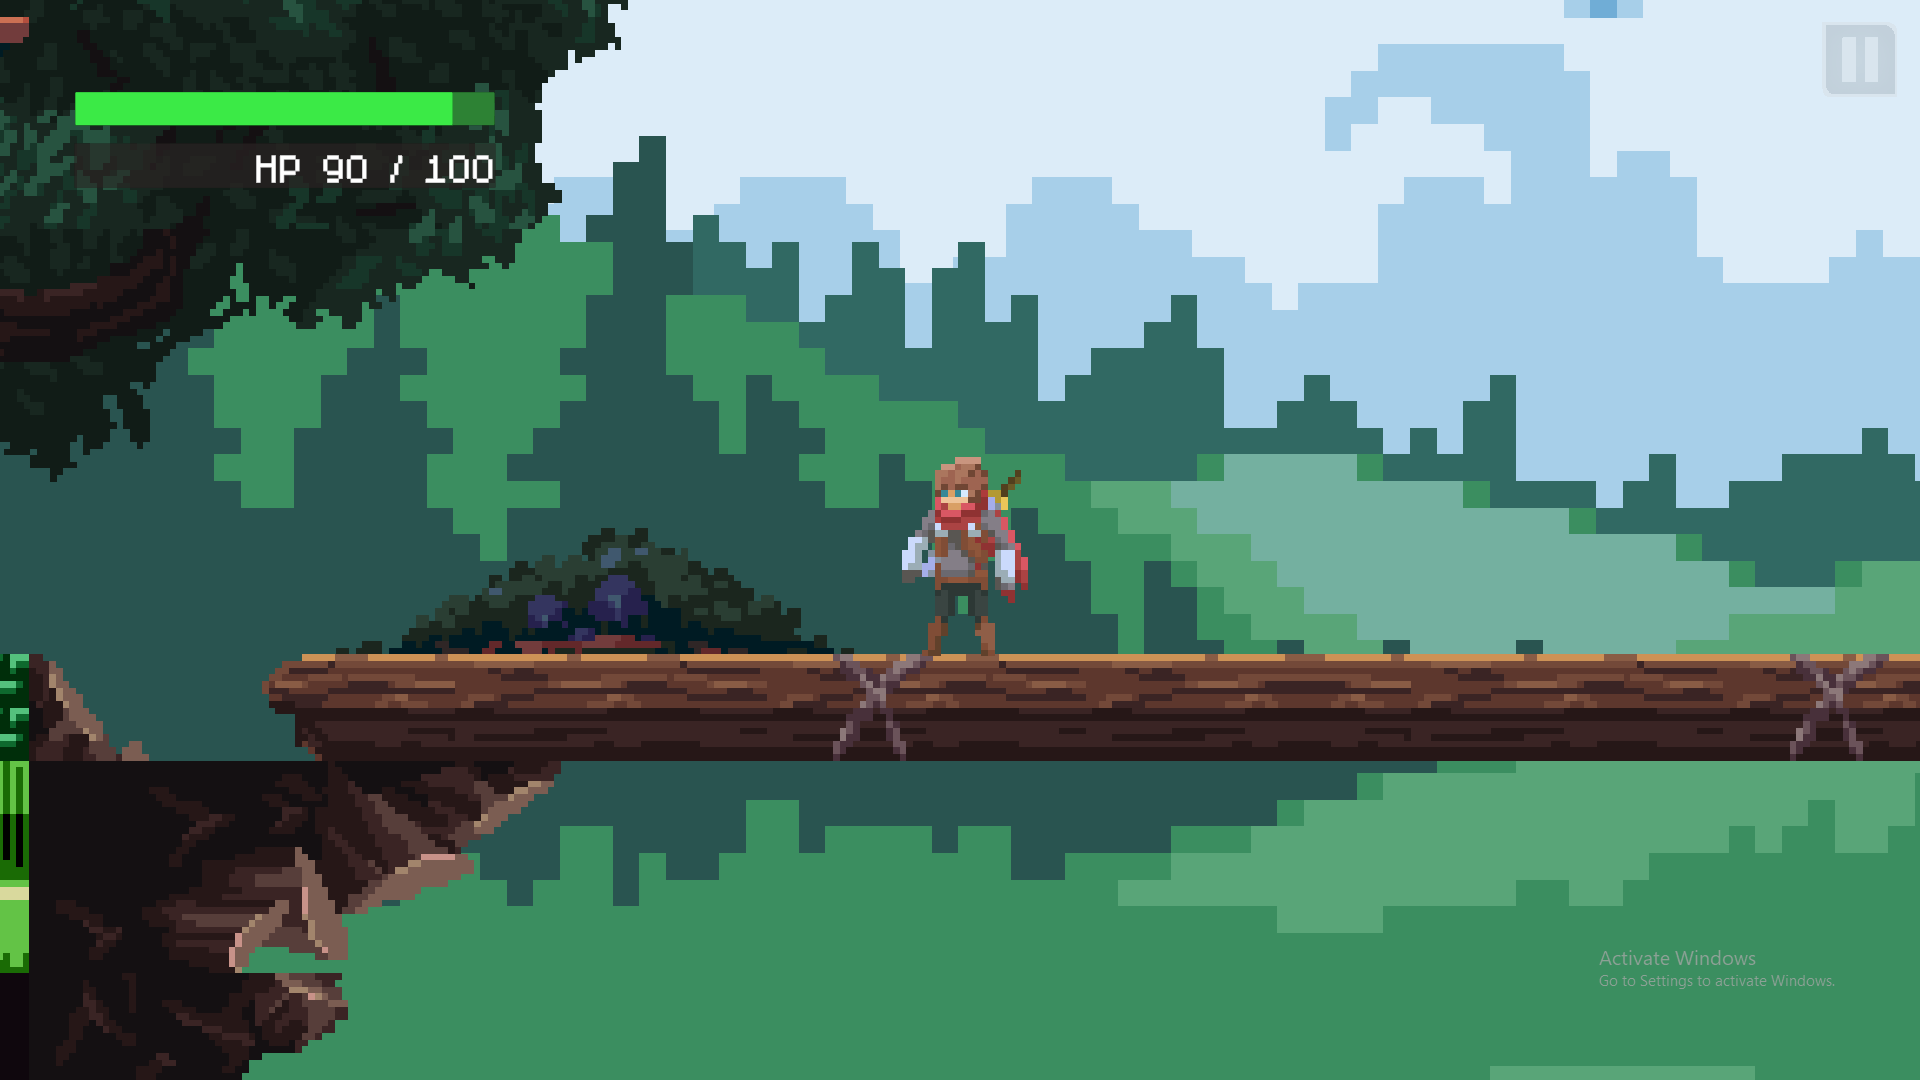 HP 90 / 100
Activate Windows
Go to Settings to activate Windows.